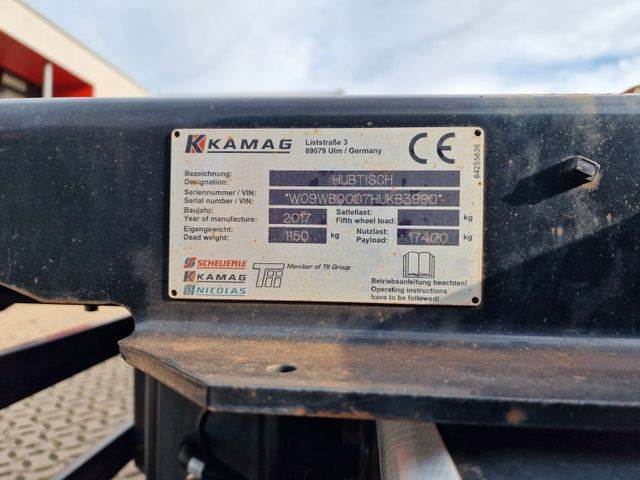 KAMAG
Liststraße 3
89079 Ulm / Germany
CE
64255636
Bezeichnung:
Designation:
HUBTISCH
Seriennummer / VIN:
Serial number / VIN:
*W09WB0007HUKB3990*
Baujahr:
Year of manufacture:
2017
Sattellast:
Fifth wheel load:
kg
Eigengewicht:
Dead weight:
1150 kg
Nutzlast:
Payload:
17400 kg
SCHEUERLE
KAMAG
NICOLAS
TII
Member of TII Group
Betriebsanleitung beachten!
Operating instructions
have to be followed!